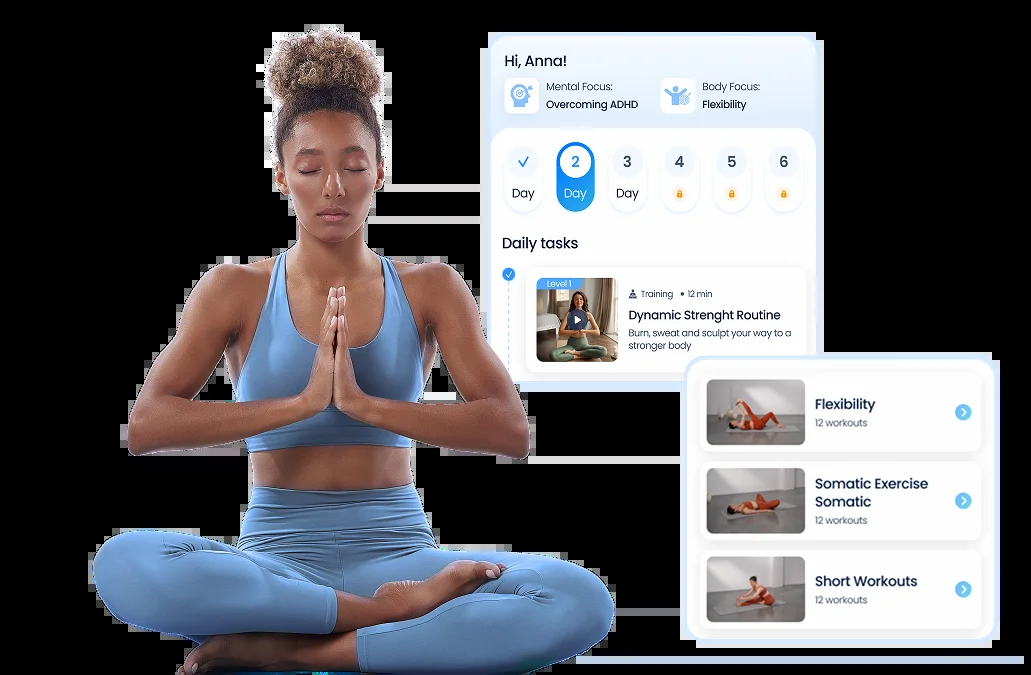 Hi, Anna!
Mental Focus:
Overcoming ADHD
Body Focus:
Flexibility
2 3 4 5 6
Day Day Day
Daily tasks
Level 1
Training • 12 min
Dynamic Strenght Routine
Burn, sweat and sculpt your way to a
stronger body
Flexibility
12 workouts
Somatic Exercise
Somatic
12 workouts
Short Workouts
12 workouts